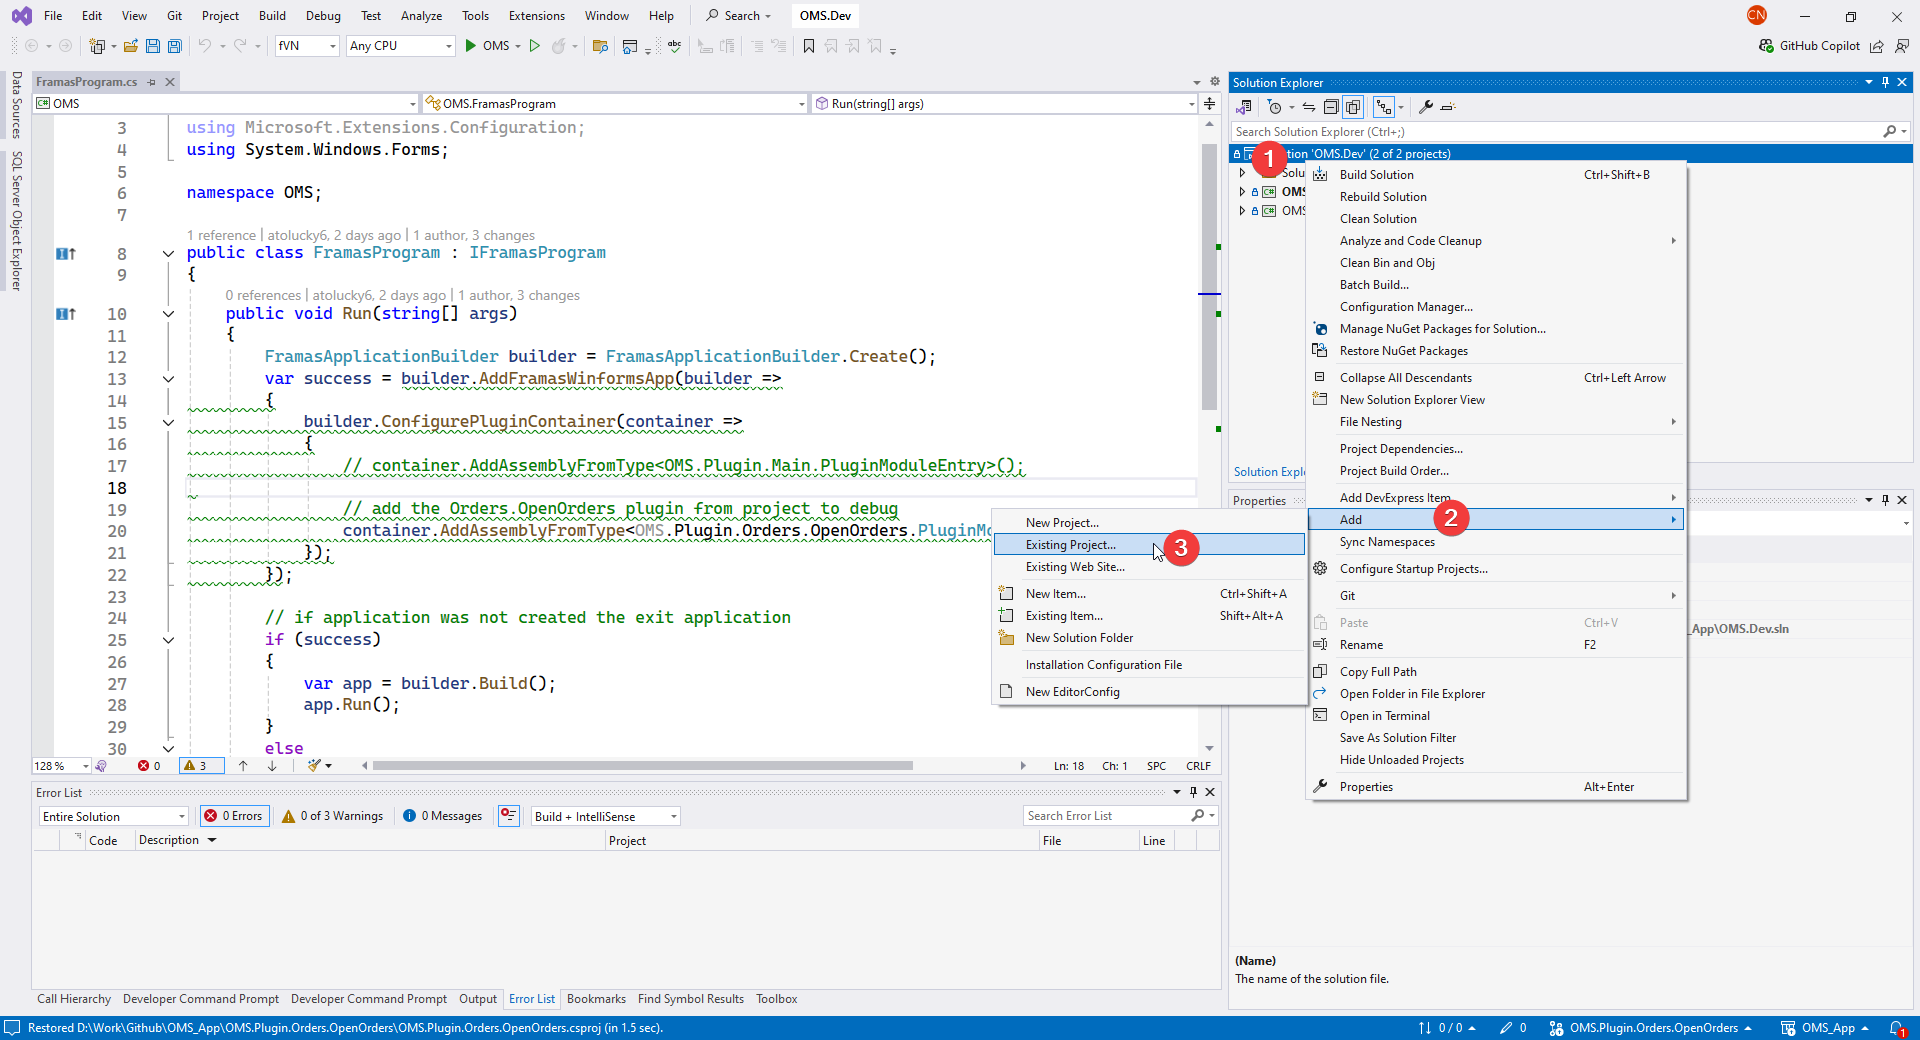 File Edit View Git Project Build Debug Test Analyze Tools Extensions Window Help Search OMS.Dev CN
fVN Any CPU OMS abc GitHub Copilot
Data Sources
SQL Server Object Explorer
FramasProgram.cs
OMS OMS.FramasProgram Run(string[] args)
3 using Microsoft.Extensions.Configuration;
4 using System.Windows.Forms;
5
6 namespace OMS;
7
1 reference | atolucky6, 2 days ago | 1 author, 3 changes
8 public class FramasProgram : IFramasProgram
9 {
0 references | atolucky6, 2 days ago | 1 author, 3 changes
10 public void Run(string[] args)
11 {
12 FramasApplicationBuilder builder = FramasApplicationBuilder.Create();
13 var success = builder.AddFramasWinformsApp(builder =>
14 {
15 builder.ConfigurePluginContainer(container =>
16 {
17 // container.AddAssemblyFromType<OMS.Plugin.Main.PluginModuleEntry>();
18
19 // add the Orders.OpenOrders plugin from project to debug
20 container.AddAssemblyFromType<OMS.Plugin.Orders.OpenOrders.PluginMo
21 });
22 });
23
24 // if application was not created the exit application
25 if (success)
26 {
27 var app = builder.Build();
28 app.Run();
29 }
30 else
128 % 0 3 Ln: 18 Ch: 1 SPC CRLF
Error List
Entire Solution 0 Errors 0 of 3 Warnings 0 Messages Build + IntelliSense Search Error List
Code Description Project File Line
Call Hierarchy Developer Command Prompt Developer Command Prompt Output Error List Bookmarks Find Symbol Results Toolbox
Solution Explorer
Search Solution Explorer (Ctrl+;)
1 tion 'OMS.Dev' (2 of 2 projects)
Solu
OMS
OMS
Solution Explo
Properties
Build Solution Ctrl+Shift+B
Rebuild Solution
Clean Solution
Analyze and Code Cleanup
Clean Bin and Obj
Batch Build...
Configuration Manager...
Manage NuGet Packages for Solution...
Restore NuGet Packages
Collapse All Descendants Ctrl+Left Arrow
New Solution Explorer View
File Nesting
Project Dependencies...
Project Build Order...
Add DevExpress Item
Add 2
Sync Namespaces
Configure Startup Projects...
Git
Paste Ctrl+V
Rename F2
Copy Full Path
Open Folder in File Explorer
Open in Terminal
Save As Solution Filter
Hide Unloaded Projects
Properties Alt+Enter
New Project...
Existing Project... 3
Existing Web Site...
New Item... Ctrl+Shift+A
Existing Item... Shift+Alt+A
New Solution Folder
Installation Configuration File
New EditorConfig
_App\OMS.Dev.sln
(Name)
The name of the solution file.
Restored D:\Work\Github\OMS_App\OMS.Plugin.Orders.OpenOrders\OMS.Plugin.Orders.OpenOrders.csproj (in 1.5 sec). 0 / 0 0 OMS.Plugin.Orders.OpenOrders OMS_App 1